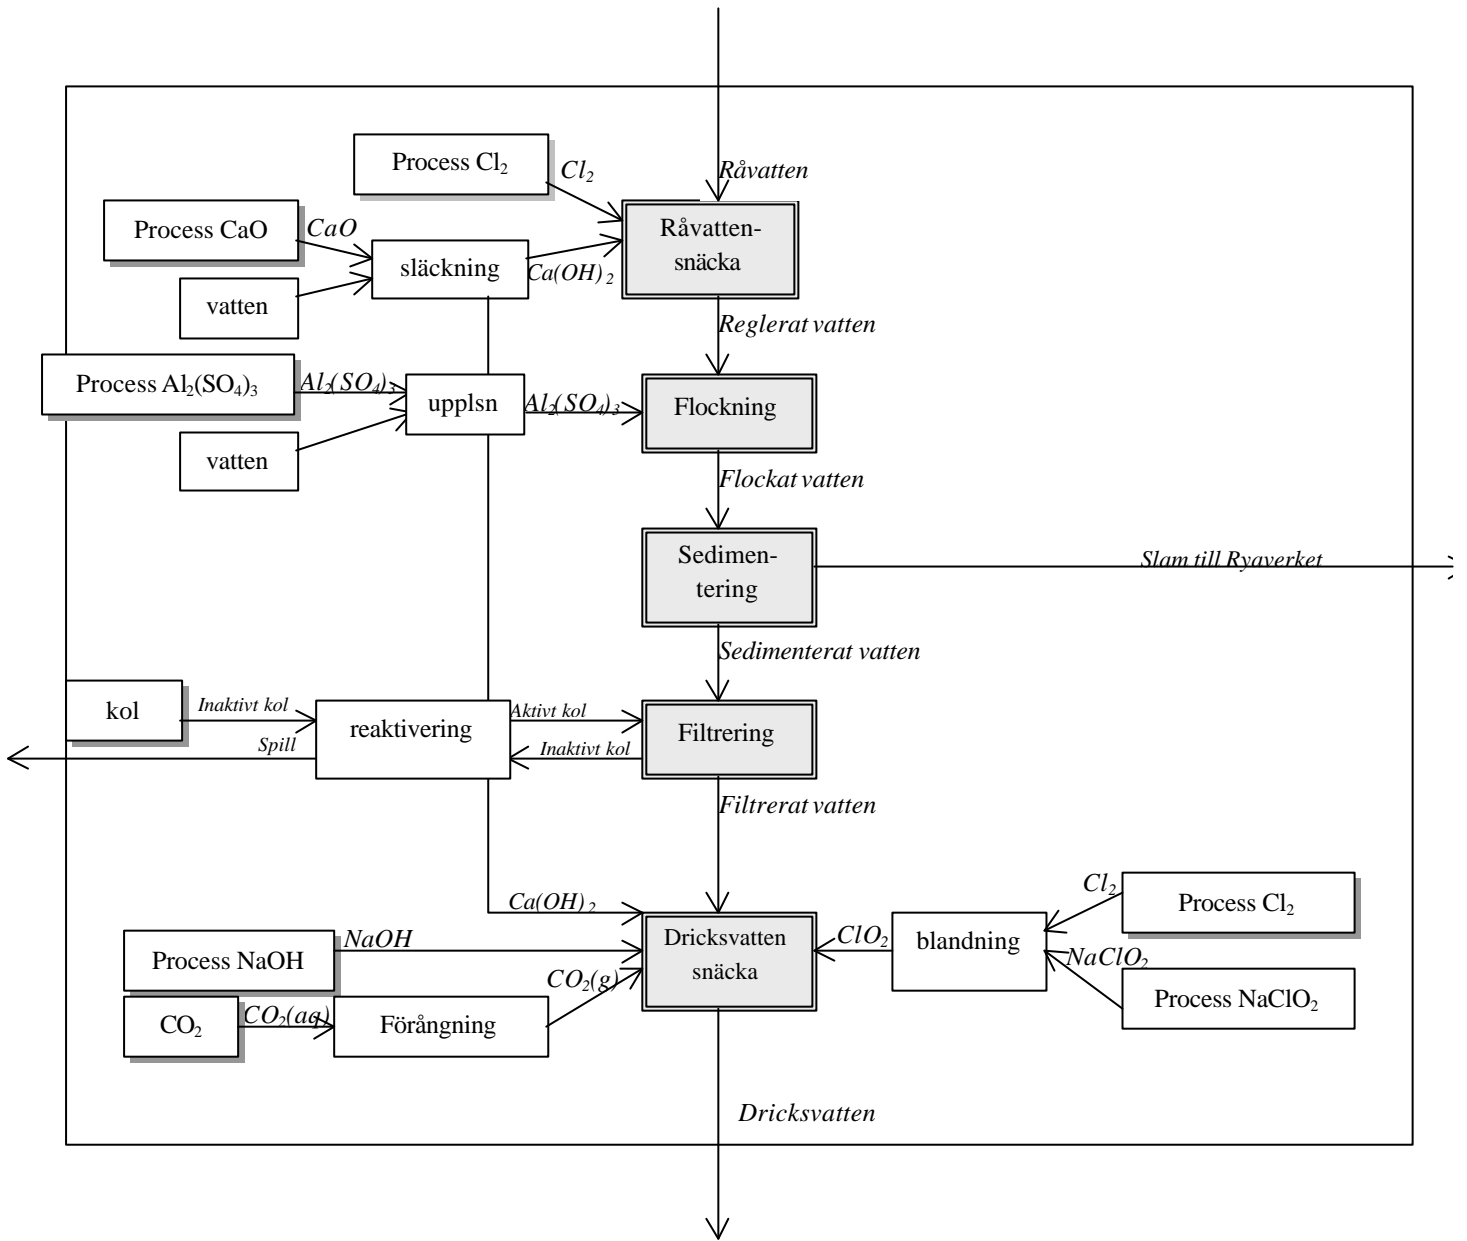 Process Cl₂
Cl₂
Råvatten
Process CaO
CaO
Råvatten-
snäcka
släckning
Ca(OH)₂
vatten
Reglerat vatten
Process Al₂(SO₄)₃
Al₂(SO₄)₃
upplsn
Al₂(SO₄)₃
Flockning
vatten
Flockat vatten
Sedimen-
tering
Slam till Ryaverket
Sedimenterat vatten
kol
Inaktivt kol
reaktivering
Aktivt kol
Filtrering
Spill
Inaktivt kol
Filtrerat vatten
Ca(OH)₂
Cl₂
Process Cl₂
Process NaOH
NaOH
Dricksvatten
snäcka
ClO₂
blandning
NaClO₂
CO₂(g)
Process NaClO₂
CO₂
CO₂(aq)
Förångning
Dricksvatten